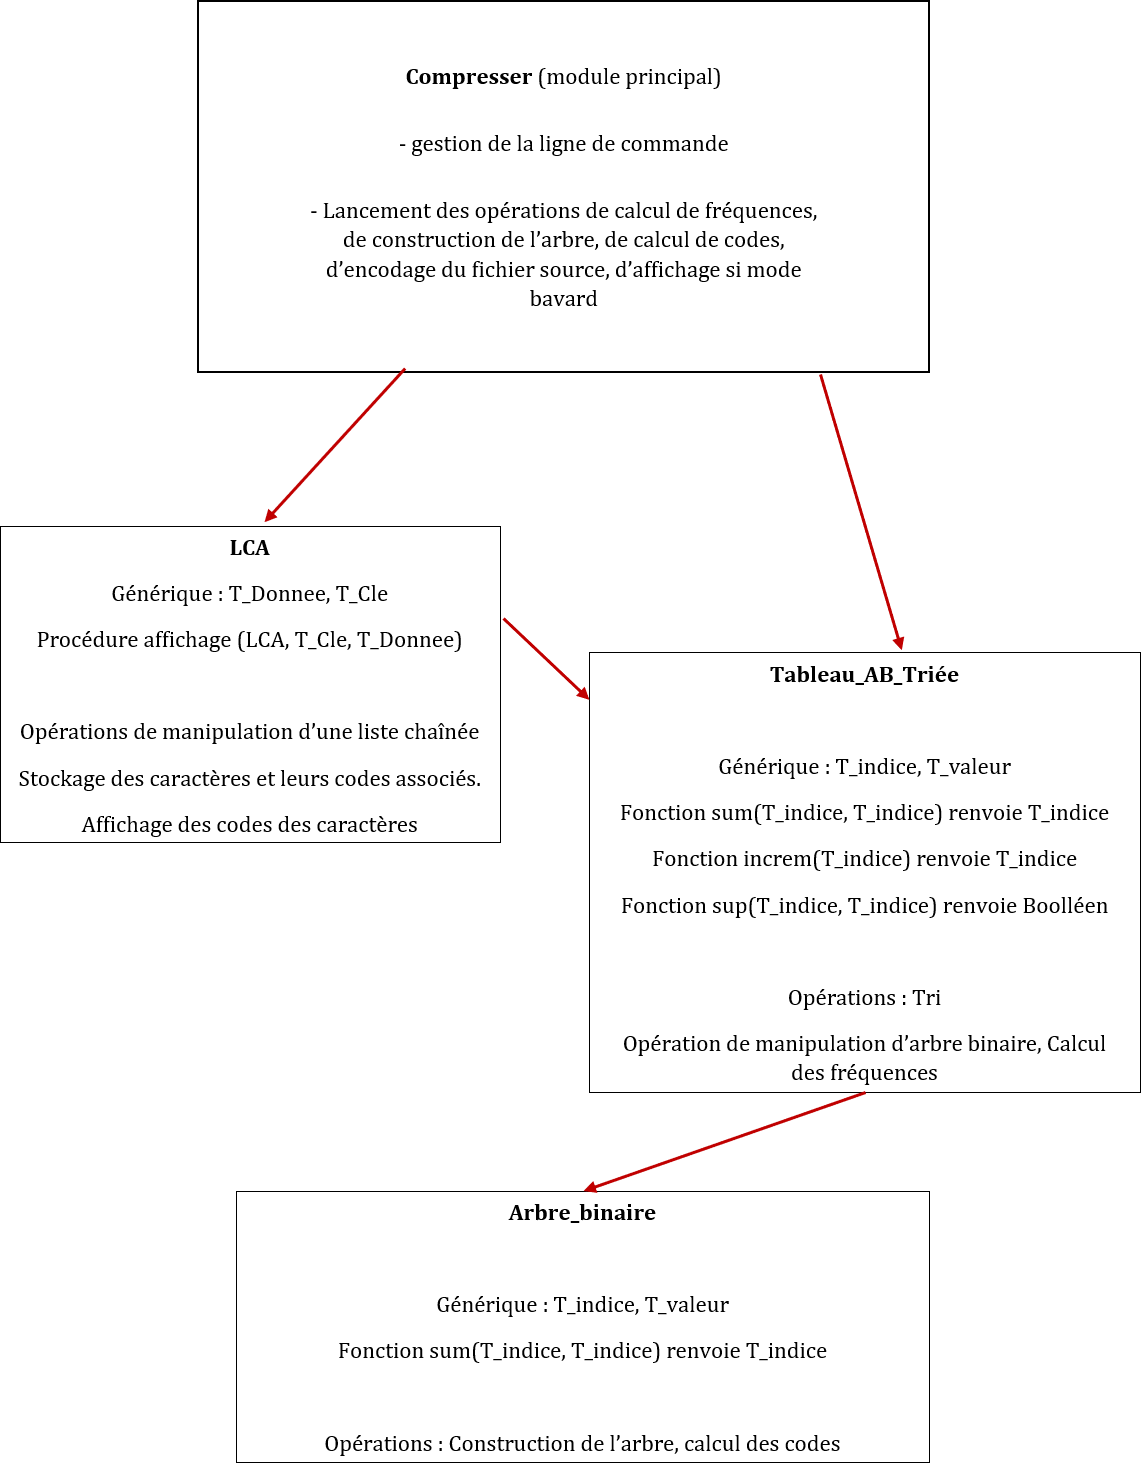 Compresser (module principal)
- gestion de la ligne de commande
- Lancement des opérations de calcul de fréquences,
de construction de l’arbre, de calcul de codes,
d’encodage du fichier source, d’affichage si mode
bavard
LCA
Générique : T_Donnee, T_Cle
Procédure affichage (LCA, T_Cle, T_Donnee)
Opérations de manipulation d’une liste chaînée
Stockage des caractères et leurs codes associés.
Affichage des codes des caractères
Tableau_AB_Triée
Générique : T_indice, T_valeur
Fonction sum(T_indice, T_indice) renvoie T_indice
Fonction increm(T_indice) renvoie T_indice
Fonction sup(T_indice, T_indice) renvoie Boolléen
Opérations : Tri
Opération de manipulation d’arbre binaire, Calcul
des fréquences
Arbre_binaire
Générique : T_indice, T_valeur
Fonction sum(T_indice, T_indice) renvoie T_indice
Opérations : Construction de l’arbre, calcul des codes